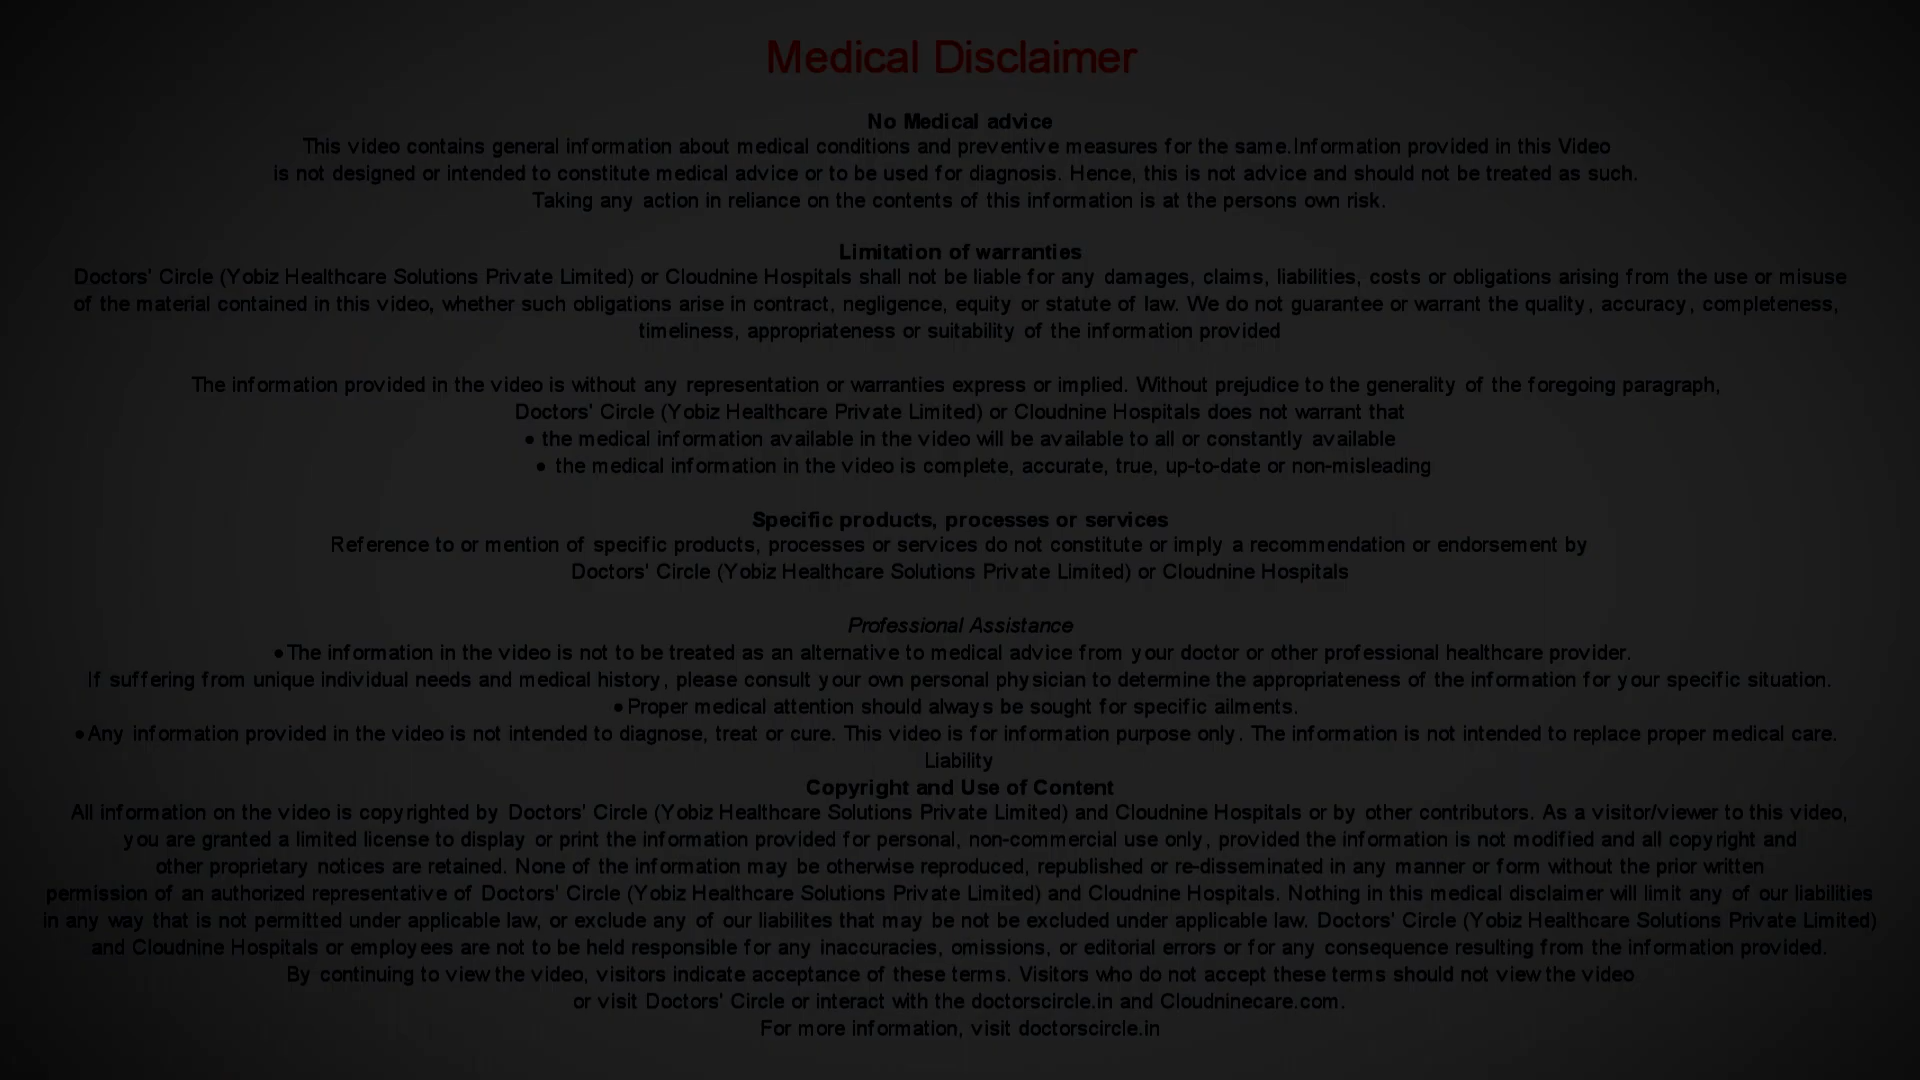 Medical Disclaimer
No Medical advice
This video contains general information about medical conditions and preventive measures for the same.Information provided in this Video
is not designed or intended to constitute medical advice or to be used for diagnosis. Hence, this is not advice and should not be treated as such.
Taking any action in reliance on the contents of this information is at the persons own risk.
Limitation of warranties
Doctors' Circle (Yobiz Healthcare Solutions Private Limited) or Cloudnine Hospitals shall not be liable for any damages, claims, liabilities, costs or obligations arising from the use or misuse
of the material contained in this video, whether such obligations arise in contract, negligence, equity or statute of law. We do not guarantee or warrant the quality, accuracy, completeness,
timeliness, appropriateness or suitability of the information provided
The information provided in the video is without any representation or warranties express or implied. Without prejudice to the generality of the foregoing paragraph,
Doctors' Circle (Yobiz Healthcare Private Limited) or Cloudnine Hospitals does not warrant that
• the medical information available in the video will be available to all or constantly available
• the medical information in the video is complete, accurate, true, up-to-date or non-misleading
Specific products, processes or services
Reference to or mention of specific products, processes or services do not constitute or imply a recommendation or endorsement by
Doctors' Circle (Yobiz Healthcare Solutions Private Limited) or Cloudnine Hospitals
Professional Assistance
•The information in the video is not to be treated as an alternative to medical advice from your doctor or other professional healthcare provider.
If suffering from unique individual needs and medical history, please consult your own personal physician to determine the appropriateness of the information for your specific situation.
•Proper medical attention should always be sought for specific ailments.
•Any information provided in the video is not intended to diagnose, treat or cure. This video is for information purpose only. The information is not intended to replace proper medical care.
Liability
Copyright and Use of Content
All information on the video is copyrighted by Doctors' Circle (Yobiz Healthcare Solutions Private Limited) and Cloudnine Hospitals or by other contributors. As a visitor/viewer to this video,
you are granted a limited license to display or print the information provided for personal, non-commercial use only, provided the information is not modified and all copyright and
other proprietary notices are retained. None of the information may be otherwise reproduced, republished or re-disseminated in any manner or form without the prior written
permission of an authorized representative of Doctors' Circle (Yobiz Healthcare Solutions Private Limited) and Cloudnine Hospitals. Nothing in this medical disclaimer will limit any of our liabilities
in any way that is not permitted under applicable law, or exclude any of our liabilites that may be not be excluded under applicable law. Doctors' Circle (Yobiz Healthcare Solutions Private Limited)
and Cloudnine Hospitals or employees are not to be held responsible for any inaccuracies, omissions, or editorial errors or for any consequence resulting from the information provided.
By continuing to view the video, visitors indicate acceptance of these terms. Visitors who do not accept these terms should not view the video
or visit Doctors' Circle or interact with the doctorscircle.in and Cloudninecare.com.
For more information, visit doctorscircle.in